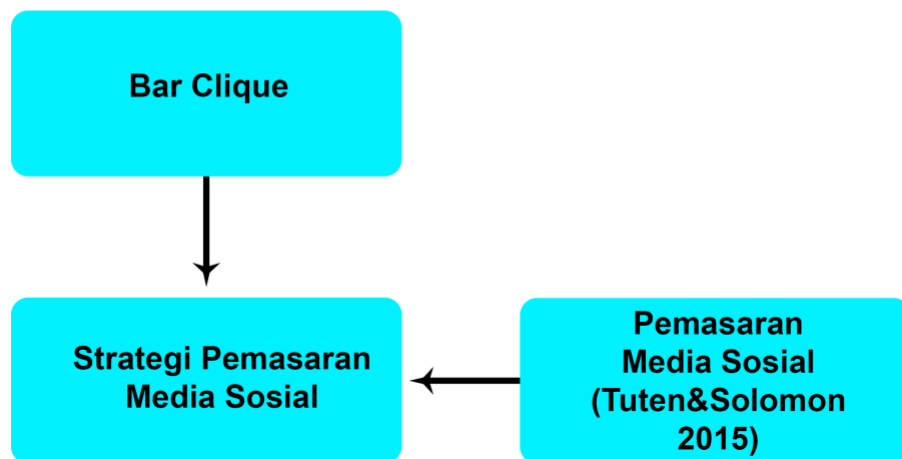 Bar Clique
Strategi Pemasaran
Media Sosial
Pemasaran
Media Sosial
(Tuten&Solomon
2015)